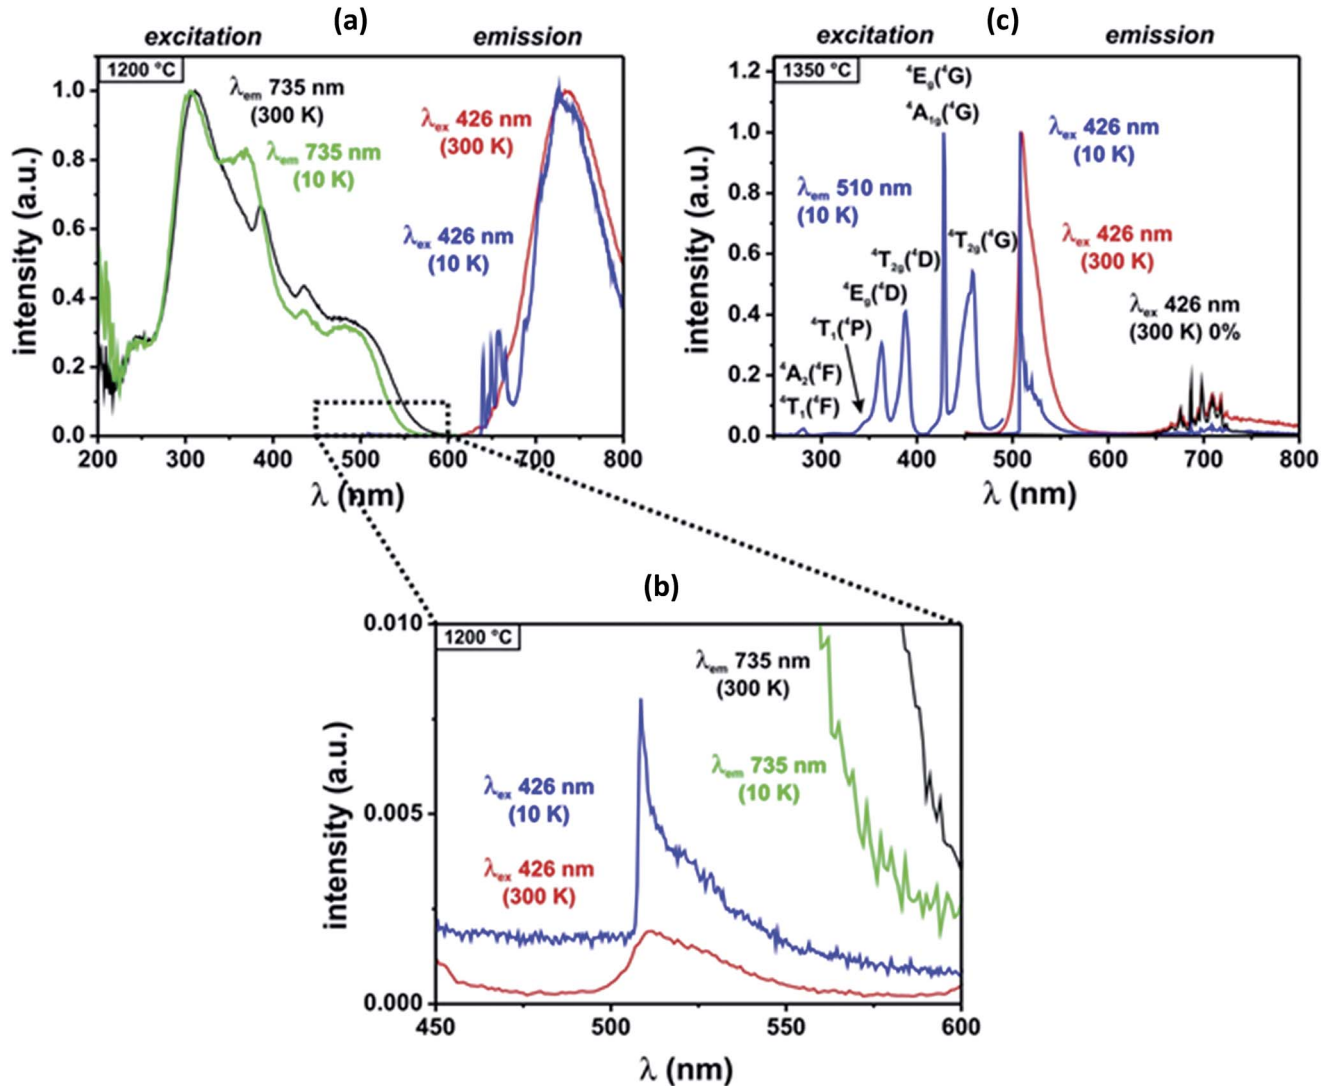 (a)
excitation
emission
1200 °C
λem 735 nm
(300 K)
λem 735 nm
(10 K)
λex 426 nm
(300 K)
λex 426 nm
(10 K)
intensity (a.u.)
1.0
0.8
0.6
0.4
0.2
0.0
200
300
400
500
600
700
800
λ (nm)
(c)
excitation
emission
1350 °C
⁴Eg(⁴G)
⁴A1g(⁴G)
λex 426 nm
(10 K)
λem 510 nm
(10 K)
⁴T2g(⁴G)
λex 426 nm
(300 K)
⁴T2g(⁴D)
⁴Eg(⁴D)
λex 426 nm
(300 K) 0%
⁴T1(⁴P)
⁴A2(⁴F)
⁴T1(⁴F)
intensity (a.u.)
1.2
1.0
0.8
0.6
0.4
0.2
0.0
300
400
500
600
700
800
λ (nm)
(b)
1200 °C
λem 735 nm
(300 K)
λem 735 nm
(10 K)
λex 426 nm
(10 K)
λex 426 nm
(300 K)
intensity (a.u.)
0.010
0.005
0.000
450
500
550
600
λ (nm)